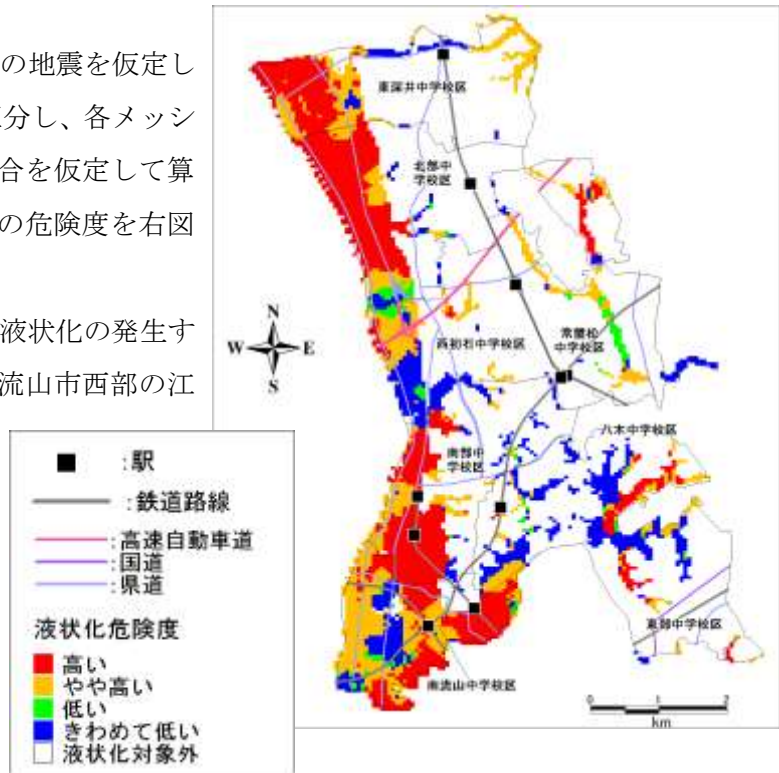 の地震を仮定し
分し、各メッシ
合を仮定して算
の危険度を右図
液状化の発生す
流山市西部の江
東深井中学校区
北部中
学校区
西初石中学校区
常盤松
中学校区
八木中学校区
南部中
学校区
東部中学校区
南流山中学校区
N
W E
S
0 1 2
km
:駅
:鉄道路線
:高速自動車道
:国道
:県道
液状化危険度
高い
やや高い
低い
きわめて低い
液状化対象外